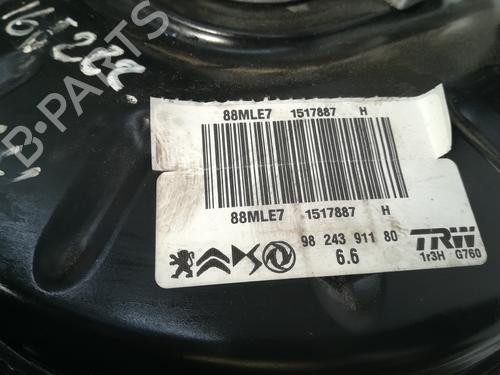 B-PARTS
88MLE7 1517887 H
88MLE7 1517887 H
98 243 911 80
6.6
TRW
1r3H G760